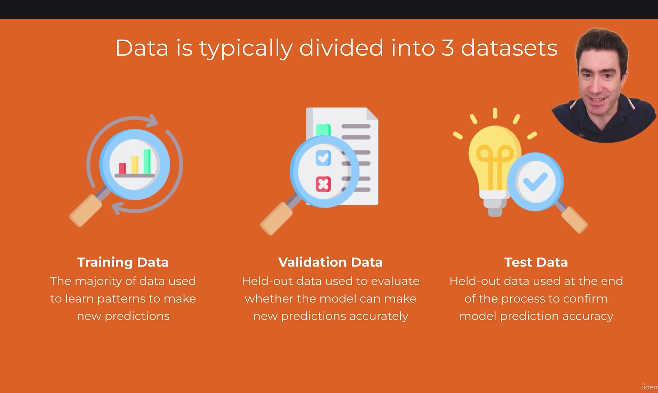 Data is typically divided into 3 datasets
Training Data
The majority of data used
to learn patterns to make
new predictions
Validation Data
Held-out data used to evaluate
whether the model can make
new predictions accurately
Test Data
Held-out data used at the end
of the process to confirm
model prediction accuracy